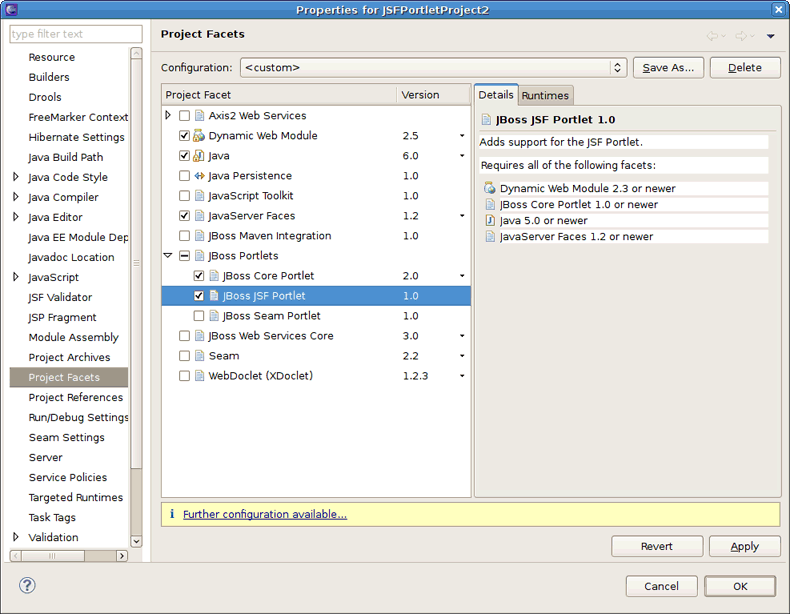 Properties for JSFPortletProject2
type filter text
Resource
Builders
Drools
FreeMarker Context
Hibernate Settings
Java Build Path
Java Code Style
Java Compiler
Java Editor
Java EE Module Dep
Javadoc Location
JavaScript
JSF Validator
JSP Fragment
Module Assembly
Project Archives
Project Facets
Project References
Run/Debug Settings
Seam Settings
Server
Service Policies
Targeted Runtimes
Task Tags
Validation
Project Facets
Configuration: <custom> Save As... Delete
Project Facet Version
Axis2 Web Services
Dynamic Web Module 2.5
Java 6.0
Java Persistence 1.0
JavaScript Toolkit 1.0
JavaServer Faces 1.2
JBoss Maven Integration 1.0
JBoss Portlets
JBoss Core Portlet 2.0
JBoss JSF Portlet 1.0
JBoss Seam Portlet 1.0
JBoss Web Services Core 3.0
Seam 2.2
WebDoclet (XDoclet) 1.2.3
Details Runtimes
JBoss JSF Portlet 1.0
Adds support for the JSF Portlet.
Requires all of the following facets:
Dynamic Web Module 2.3 or newer
JBoss Core Portlet 1.0 or newer
Java 5.0 or newer
JavaServer Faces 1.2 or newer
i Further configuration available...
Revert Apply
? Cancel OK